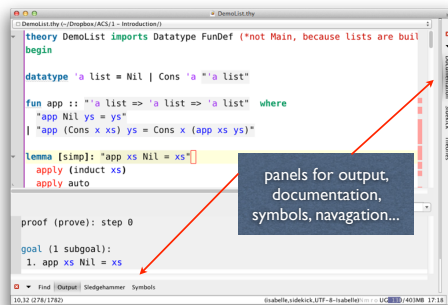 DemoList.thy
DemoList.thy (~/Dropbox/ACS/1 – Introduction/)
theory DemoList imports Datatype FunDef (*not Main, because lists are buil
begin
datatype 'a list = Nil | Cons 'a "'a list"
fun app :: "'a list => 'a list => 'a list" where
"app Nil ys = ys"
| "app (Cons x xs) ys = Cons x (app xs ys)"
lemma [simp]: "app xs Nil = xs"
apply (induct xs)
apply auto
panels for output,
documentation,
symbols, navagation...
proof (prove): step 0
goal (1 subgoal):
1. app xs Nil = xs
Find Output Sledgehammer Symbols
10,32 (278/1782)
(isabelle,sidekick,UTF-8-Isabelle)
403MB 17:18
Documentation Sidekick Theories